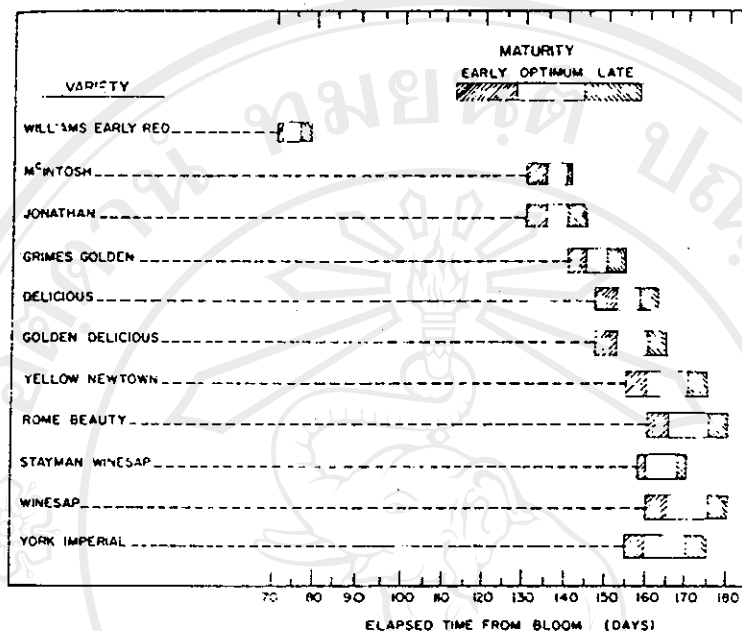 MATURITY
EARLY OPTIMUM LATE
VARIETY
WILLIAMS EARLY RED
McINTOSH
JONATHAN
GRIMES GOLDEN
DELICIOUS
GOLDEN DELICIOUS
YELLOW NEWTOWN
ROME BEAUTY
STAYMAN WINESAP
WINESAP
YORK IMPERIAL
70 80 90 100 110 120 130 140 150 160 170 180
ELAPSED TIME FROM BLOOM (DAYS)